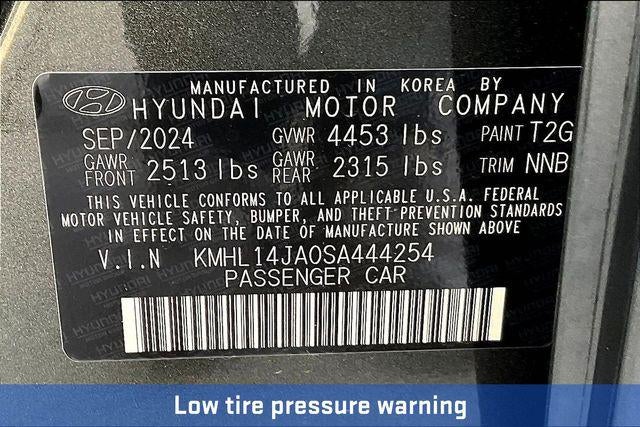 MANUFACTURED IN KOREA BY
HYUNDAI MOTOR COMPANY
SEP/2024 GVWR 4453 lbs PAINT T2G
GAWR FRONT 2513 lbs GAWR REAR 2315 lbs TRIM NNB
THIS VEHICLE CONFORMS TO ALL APPLICABLE U.S.A. FEDERAL
MOTOR VEHICLE SAFETY, BUMPER, AND THEFT PREVENTION STANDARDS
IN EFFECT ON THE DATE OF MANUFACTURE SHOWN ABOVE
V.I.N KMHL14JA0SA444254
PASSENGER CAR
Low tire pressure warning